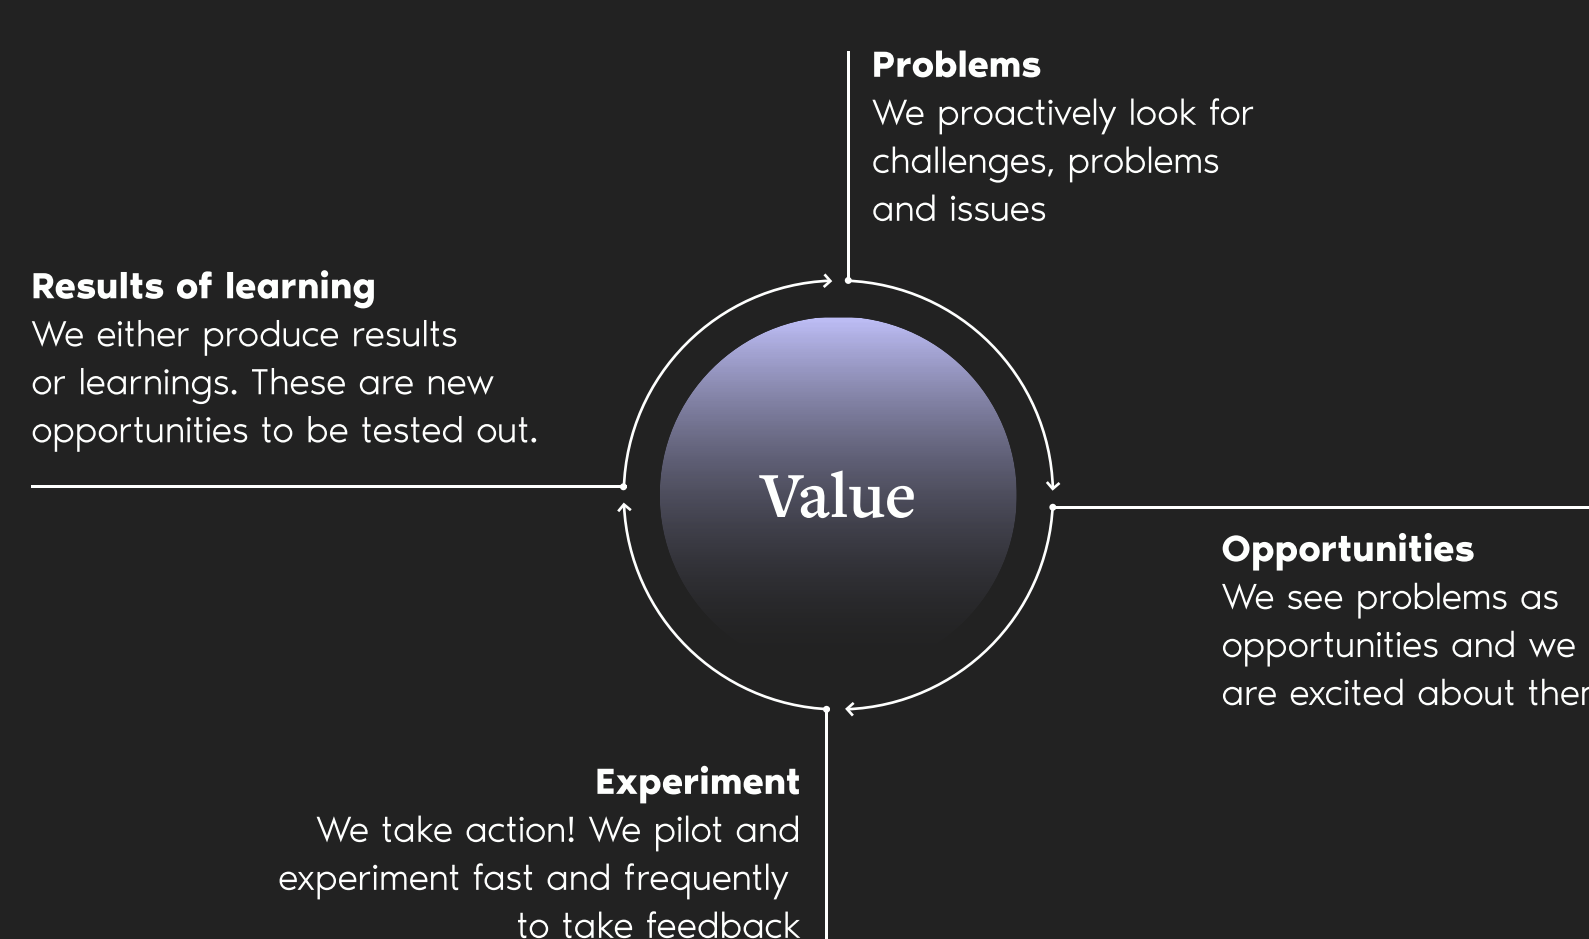 Problems
We proactively look for
challenges, problems
and issues
Results of learning
We either produce results
or learnings. These are new
opportunities to be tested out.
Value
Opportunities
We see problems as
opportunities and we
are excited about
Experiment
We take action! We pilot and
experiment fast and frequently
to take feedback